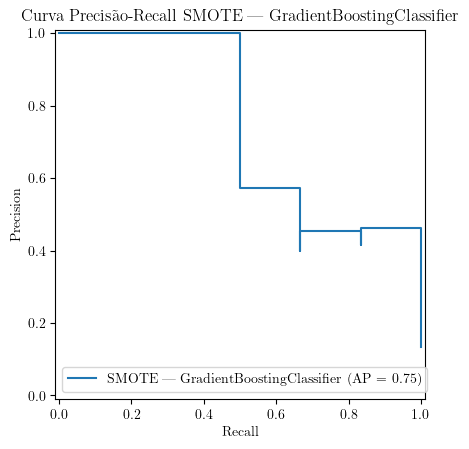 Curva Precisão-Recall SMOTE — GradientBoostingClassifier
1.0
0.8
0.6
0.4
0.2
0.0
Precision
SMOTE — GradientBoostingClassifier (AP = 0.75)
0.0 0.2 0.4 0.6 0.8 1.0
Recall